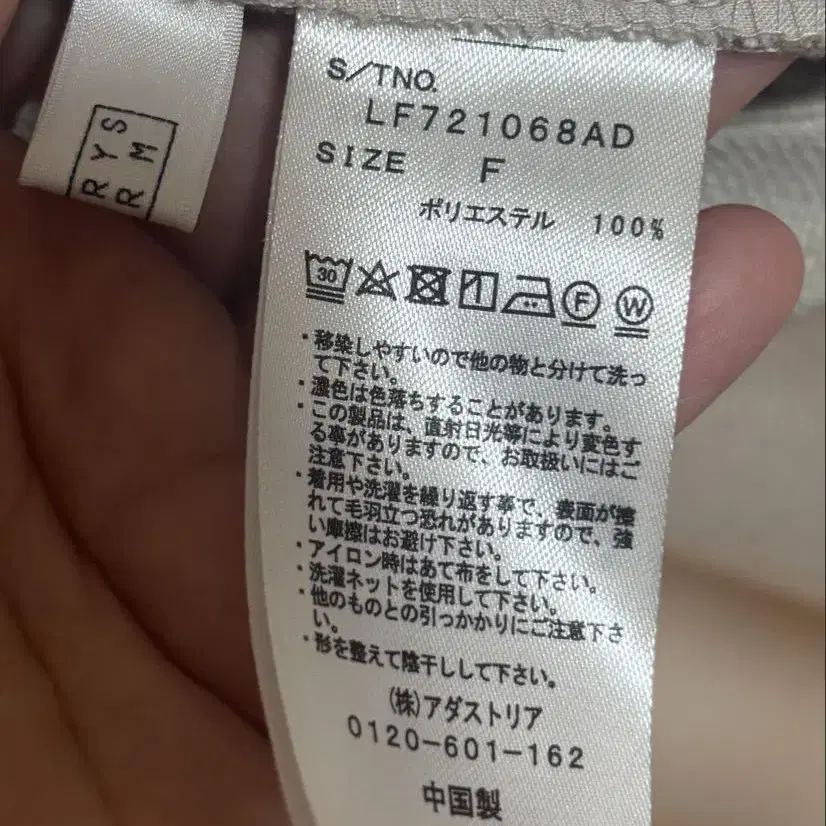 RYS
RM
S/TNO.
LF721068AD
SIZE F
ポリエステル 100%
30 F W
・移染しやすいので他の物と分けて洗っ
て下さい。
・濃色は色落ちすることがあります。
・この製品は、直射日光等により変色す
る事がありますので、お取扱いにはご
注意下さい。
・着用や洗濯を繰り返す事で、表面が擦
れて毛羽立つ恐れがありますので、強
い摩擦はお避け下さい。
・アイロン時はあて布をして下さい。
・洗濯ネットを使用して下さい。
・他のものとの引っかかりにご注意下さ
い。
・形を整えて陰干しして下さい。
(株)アダストリア
0120-601-162
中国製